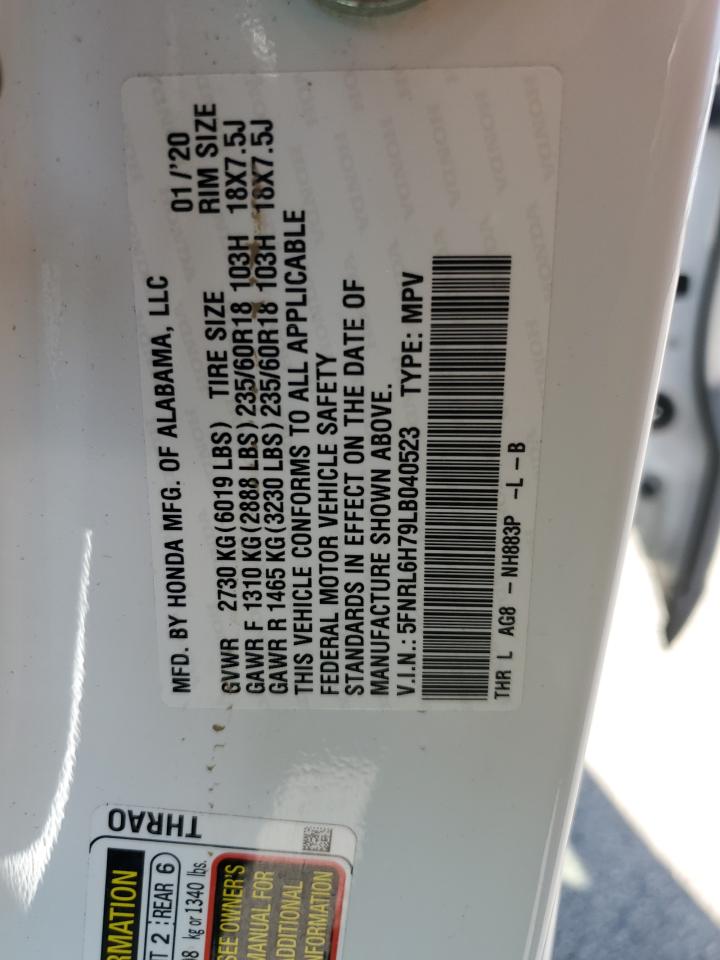 MFD. BY HONDA MFG. OF ALABAMA, LLC 01/'20
GVWR 2730 KG(6019 LBS) TIRE SIZE RIM SIZE
GAWR F 1310 KG(2888 LBS)235/60R18 103H 18X7.5J
GAWR R 1465 KG(3230 LBS)235/60R18 103H 18X7.5J
THIS VEHICLE CONFORMS TO ALL APPLICABLE
FEDERAL MOTOR VEHICLE SAFETY
STANDARDS IN EFFECT ON THE DATE OF
MANUFACTURE SHOWN ABOVE.
V.I.N.: 5FNRL6H79LB040523 TYPE: MPV
THR L AG8 - NH883P -L-B
THRA0
RMATION
T 2 REAR 6
98 kg or 1340 lbs.
SEE OWNER'S
MANUAL FOR
ADDITIONAL
INFORMATION